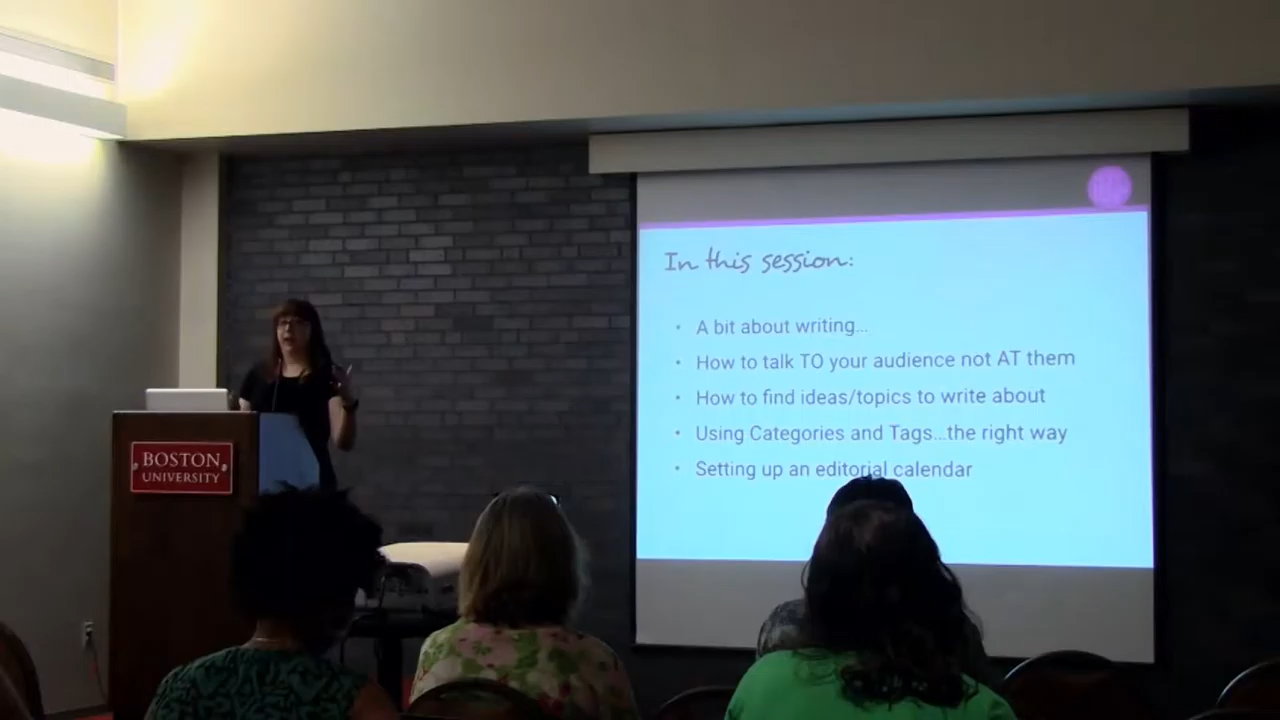 BOSTON
UNIVERSITY
In this session:
• A bit about writing...
• How to talk TO your audience not AT them
• How to find ideas/topics to write about
• Using Categories and Tags...the right way
• Setting up an editorial calendar